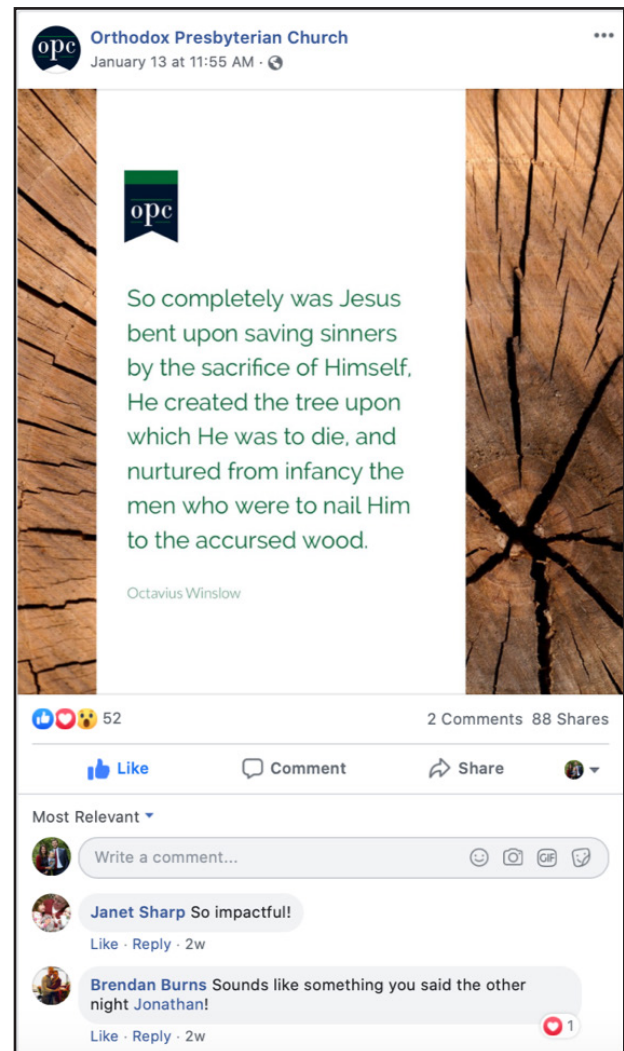 opc
Orthodox Presbyterian Church
January 13 at 11:55 AM ·
opc
So completely was Jesus
bent upon saving sinners
by the sacrifice of Himself,
He created the tree upon
which He was to die, and
nurtured from infancy the
men who were to nail Him
to the accursed wood.
Octavius Winslow
52
2 Comments 88 Shares
Like
Comment
Share
Most Relevant
Write a comment...
GIF
Janet Sharp So impactful!
Like · Reply · 2w
Brendan Burns Sounds like something you said the other
night Jonathan!
1
Like · Reply · 2w